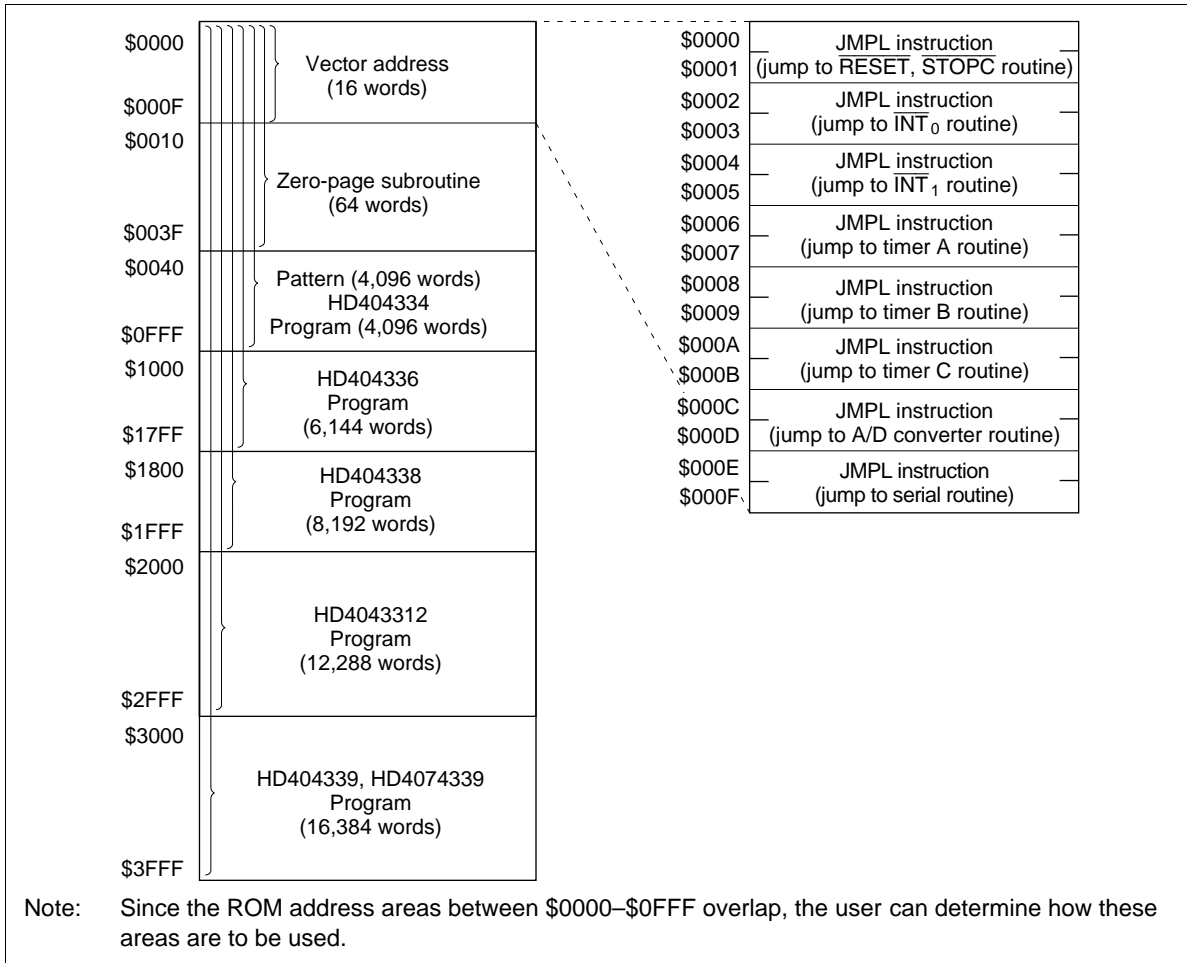 $0000
$000F
Vector address
(16 words)
$0010
$003F
Zero-page subroutine
(64 words)
$0040
$0FFF
Pattern (4,096 words)
HD404334
Program (4,096 words)
$1000
$17FF
HD404336
Program
(6,144 words)
$1800
$1FFF
HD404338
Program
(8,192 words)
$2000
$2FFF
HD4043312
Program
(12,288 words)
$3000
$3FFF
HD404339, HD4074339
Program
(16,384 words)
$0000
$0001
JMPL instruction
(jump to RESET, STOPC routine)
$0002
$0003
JMPL instruction
(jump to INT0 routine)
$0004
$0005
JMPL instruction
(jump to INT1 routine)
$0006
$0007
JMPL instruction
(jump to timer A routine)
$0008
$0009
JMPL instruction
(jump to timer B routine)
$000A
$000B
JMPL instruction
(jump to timer C routine)
$000C
$000D
JMPL instruction
(jump to A/D converter routine)
$000E
$000F
JMPL instruction
(jump to serial routine)
Note: Since the ROM address areas between $0000–$0FFF overlap, the user can determine how these
areas are to be used.